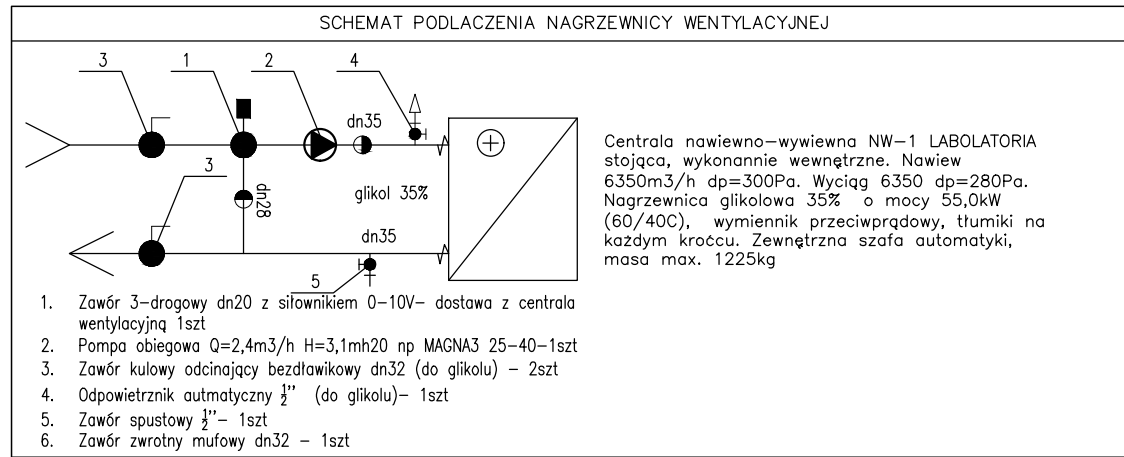 SCHEMAT PODLACZENIA NAGRZEWNICY WENTYLACYJNEJ
3
1
2
4
dn35
3
dn28
glikol 35%
dn35
5
Centrala nawiewno-wywiewna NW-1 LABOLATORIA
stojąca, wykonannie wewnętrzne. Nawiew
6350m3/h dp=300Pa. Wyciąg 6350 dp=280Pa.
Nagrzewnica glikolowa 35% o mocy 55,0kW
(60/40C), wymiennik przeciwprądowy, tłumiki na
każdym kroćcu. Zewnętrzna szafa automatyki,
masa max. 1225kg
1. Zawór 3-drogowy dn20 z siłownikiem 0-10V- dostawa z centrala
wentylacyjną 1szt
2. Pompa obiegowa Q=2,4m3/h H=3,1mh20 np MAGNA3 25-40-1szt
3. Zawór kulowy odcinający bezdławikowy dn32 (do glikolu) - 2szt
4. Odpowietrznik autmatyczny 1/2'' (do glikolu)- 1szt
5. Zawór spustowy 1/2''- 1szt
6. Zawór zwrotny mufowy dn32 - 1szt